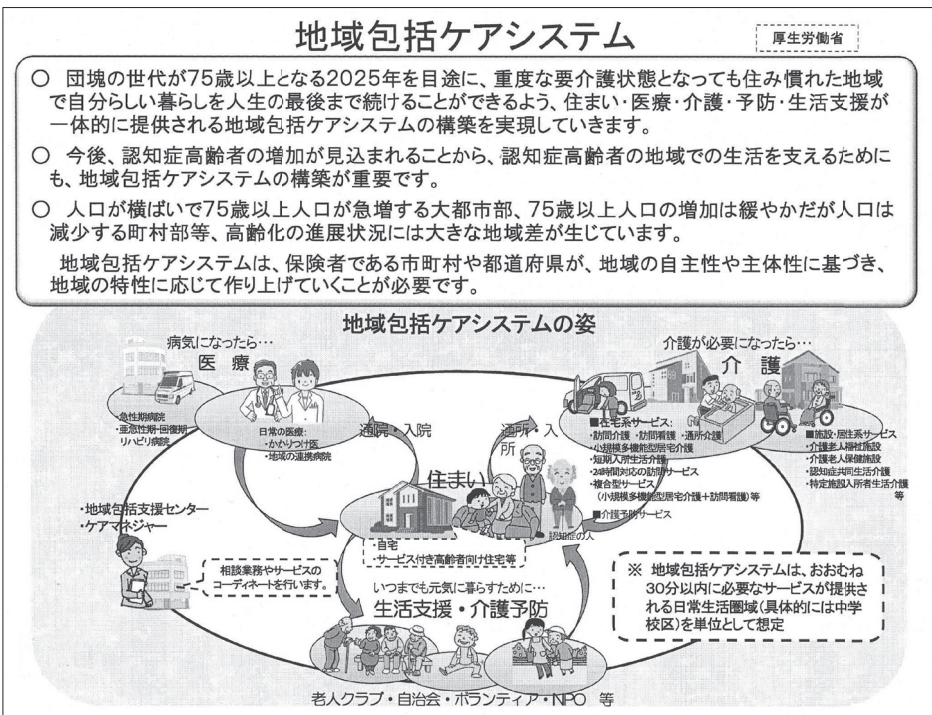 地域包括ケアシステム
厚生労働省
○ 団塊の世代が75歳以上となる2025年を目途に、重度な要介護状態となっても住み慣れた地域
で自分らしい暮らしを人生の最後まで続けることができるよう、住まい・医療・介護・予防・生活支援が
一体的に提供される地域包括ケアシステムの構築を実現していきます。
○ 今後、認知症高齢者の増加が見込まれることから、認知症高齢者の地域での生活を支えるために
も、地域包括ケアシステムの構築が重要です。
○ 人口が横ばいで75歳以上人口が急増する大都市部、75歳以上人口の増加は緩やかだが人口は
減少する町村部等、高齢化の進展状況には大きな地域差が生じています。
地域包括ケアシステムは、保険者である市町村や都道府県が、地域の自主性や主体性に基づき、
地域の特性に応じて作り上げていくことが必要です。
地域包括ケアシステムの姿
病気になったら…
医 療
・急性期病院
・亜急性期・回復期
リハビリ病院
日常の医療:
・かかりつけ医
・地域の連携病院
通院・入院
通所・入
所
介護が必要になったら…
介 護
■在宅系サービス:
・訪問介護・訪問看護・通所介護
・小規模多機能型居宅介護
・短期入所生活介護
・24時間対応の訪問サービス
・複合型サービス
(小規模多機能型居宅介護+訪問看護)等
■介護予防サービス
■施設・居住系サービス
・介護老人福祉施設
・介護老人保健施設
・認知症共同生活介護
・特定施設入所者生活介護
等
住まい
・自宅
・サービス付き高齢者向け住宅等
認知症の人
・地域包括支援センター
・ケアマネジャー
相談業務やサービスの
コーディネートを行います。
いつまでも元気に暮らすために…
生活支援・介護予防
老人クラブ・自治会・ボランティア・NPO 等
※ 地域包括ケアシステムは、おおむね
30分以内に必要なサービスが提供
される日常生活圏域(具体的には中学
校区)を単位として想定